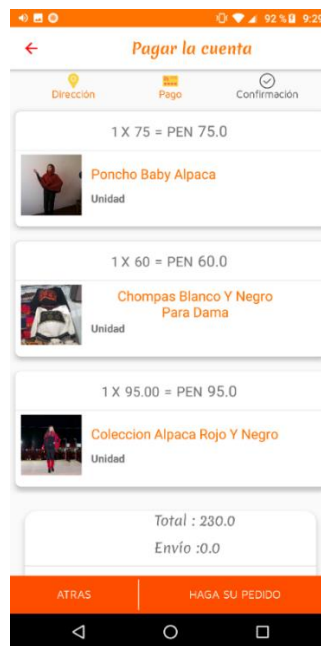 92 % 9:29
Pagar la cuenta
Dirección
Pago
Confirmación
1 X 75 = PEN 75.0
Poncho Baby Alpaca
Unidad
1 X 60 = PEN 60.0
Chompas Blanco Y Negro
Para Dama
Unidad
1 X 95.00 = PEN 95.0
Coleccion Alpaca Rojo Y Negro
Unidad
Total : 230.0
Envío :0.0
ATRAS
HAGA SU PEDIDO